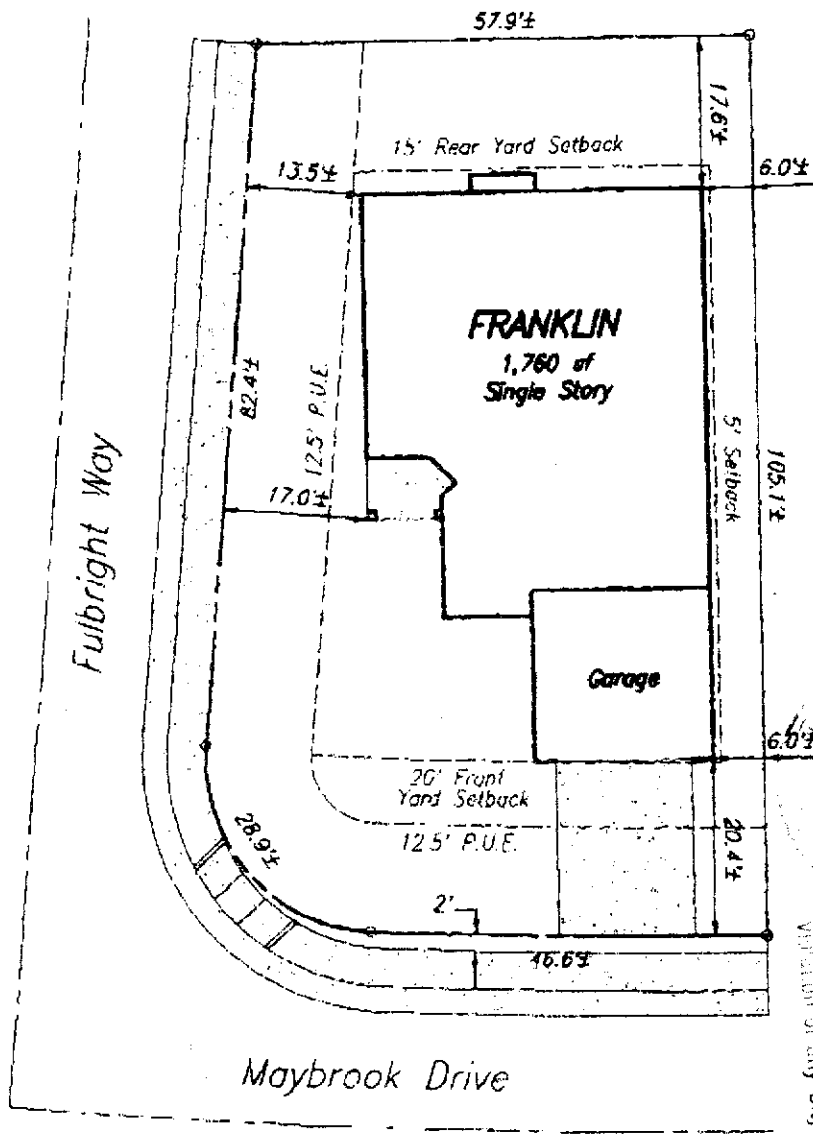 57.9'±
17.6'±
15' Rear Yard Setback
13.5'±
6.0'±
FRANKLIN
1,760 sf
Single Story
82.4'±
12.5' P.U.E.
5' Setback
105.1'±
17.0'±
Fulbright Way
Garage
6.0'±
20' Front
Yard Setback
20.4'±
28.9'±
12.5' P.U.E.
2'
46.6'±
Maybrook Drive